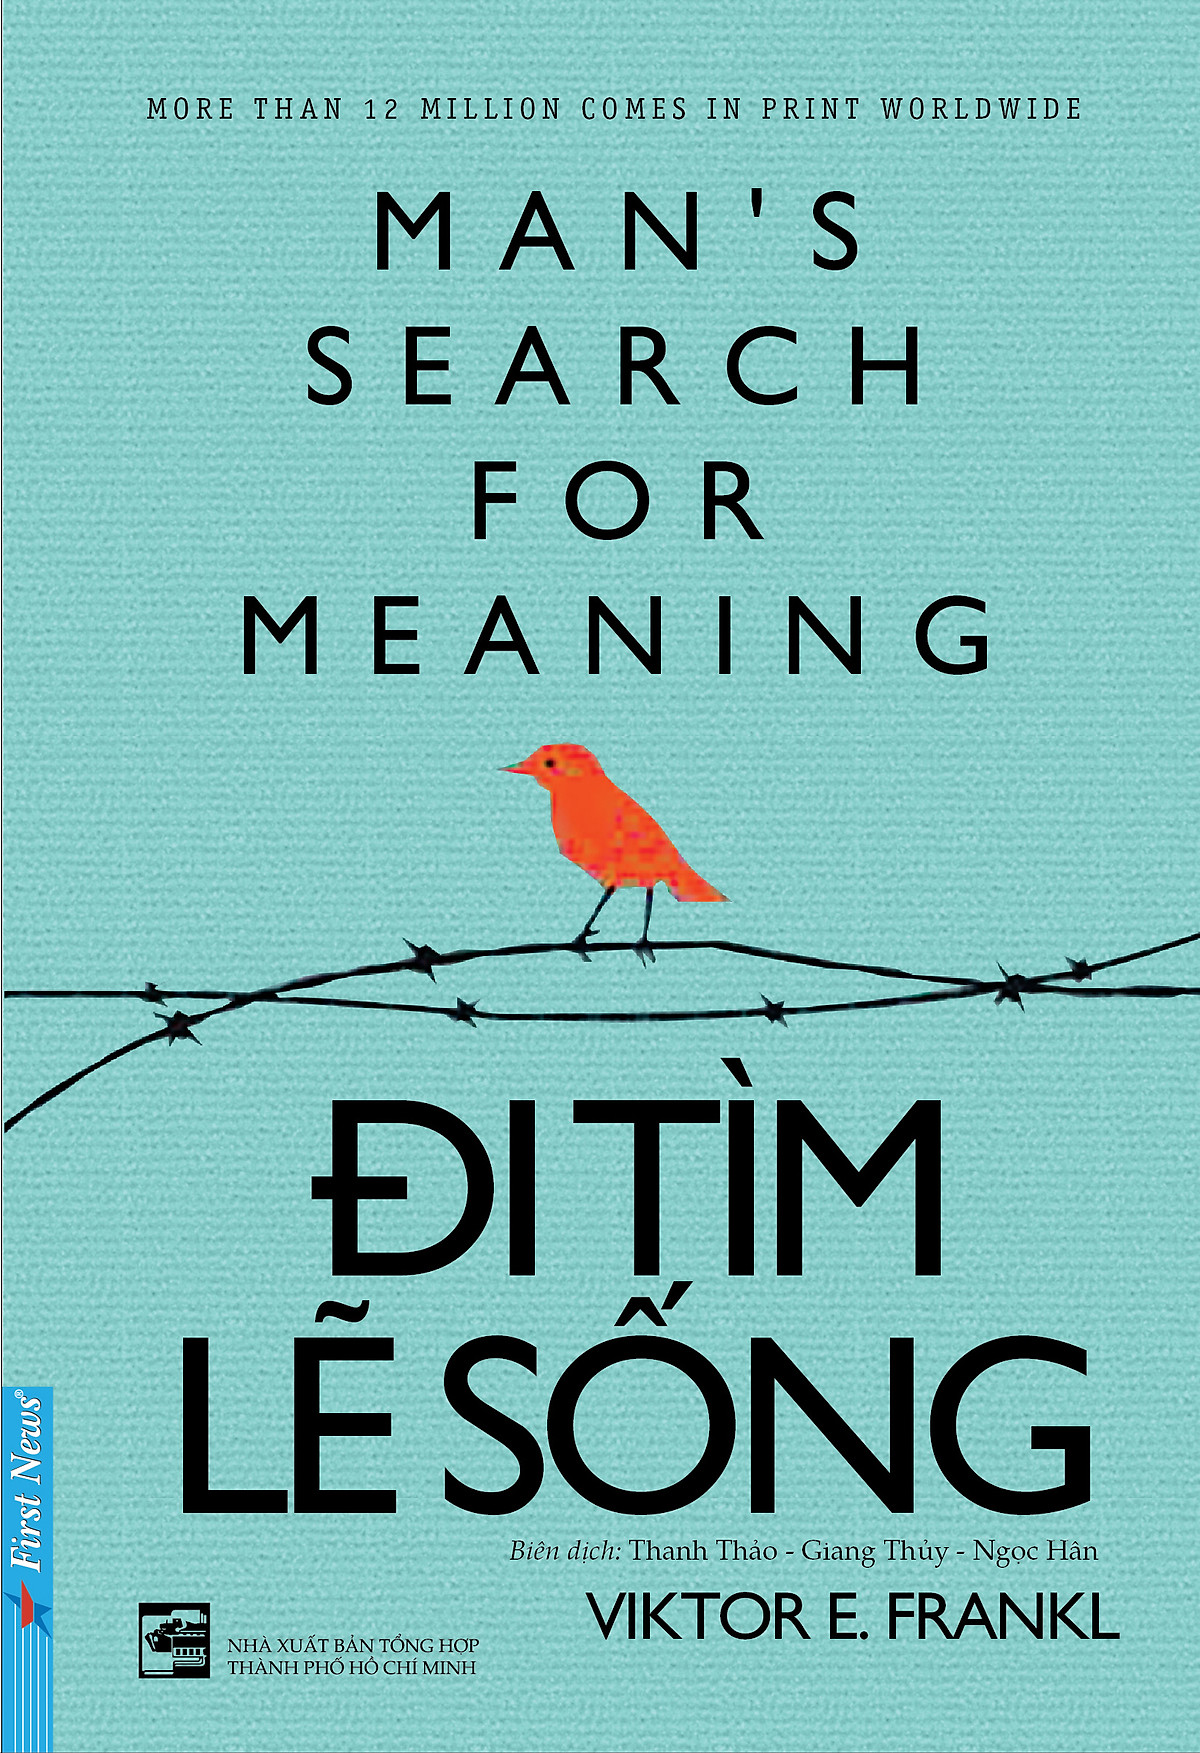 MORE THAN 12 MILLION COMES IN PRINT WORLDWIDE
MAN'S
SEARCH
FOR
MEANING
ĐI TÌM
LẼ SỐNG
Biên dịch: Thanh Thảo - Giang Thủy - Ngọc Hân
VIKTOR E. FRANKL
First News®
NHÀ XUẤT BẢN TỔNG HỢP
THÀNH PHỐ HỒ CHÍ MINH